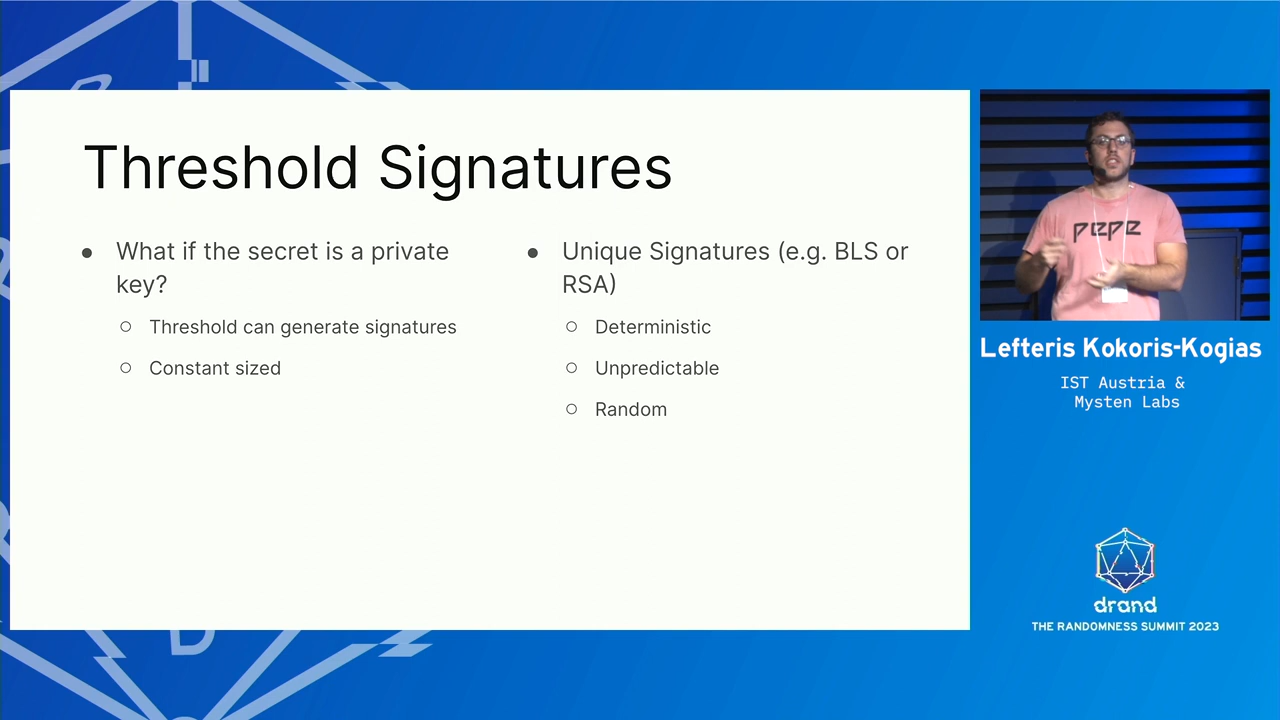 Threshold Signatures
What if the secret is a private
key?
Threshold can generate signatures
Constant sized
Unique Signatures (e.g. BLS or
RSA)
Deterministic
Unpredictable
Random
pepe
Lefteris Kokoris-Kogias
IST Austria &
Mysten Labs
drand
THE RANDOMNESS SUMMIT 2023